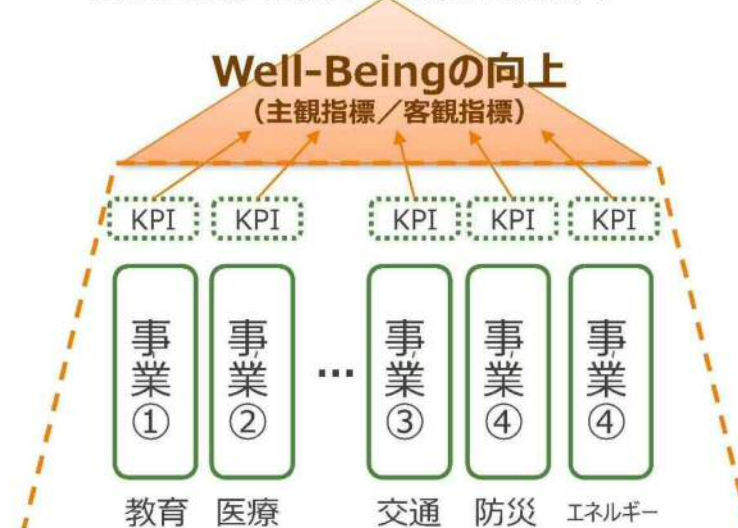 Well-Beingの向上
（主観指標／客観指標）
KPI KPI KPI KPI KPI
事業① 事業② … 事業③ 事業④ 事業④
教育 医療 交通 防災 エネルギー